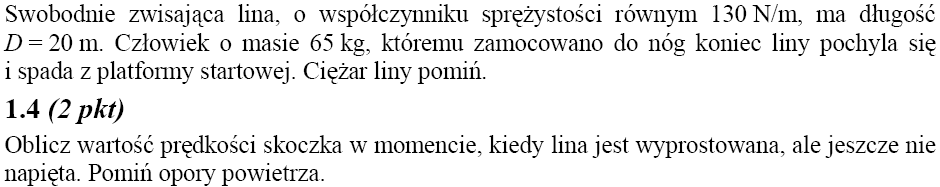 Swobodnie zwisająca lina, o współczynniku sprężystości równym 130 N/m, ma długość
D = 20 m. Człowiek o masie 65 kg, któremu zamocowano do nóg koniec liny pochyla się
i spada z platformy startowej. Ciężar liny pomiń.
1.4 (2 pkt)
Oblicz wartość prędkości skoczka w momencie, kiedy lina jest wyprostowana, ale jeszcze nie
napięta. Pomiń opory powietrza.